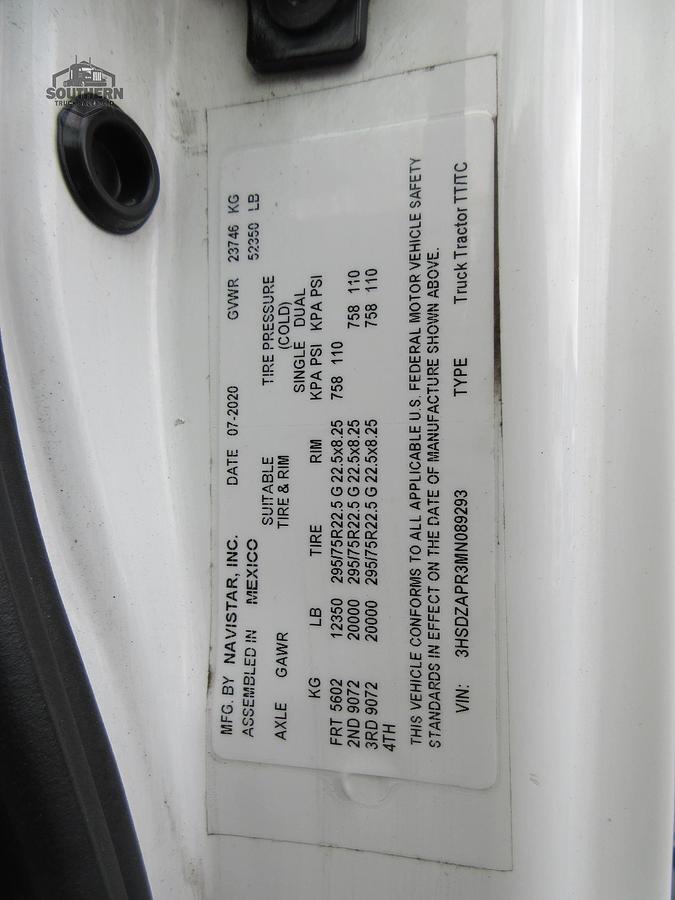 SOUTHERN
MFG. BY NAVISTAR, INC. DATE 07-2020 GVWR 23746 KG
ASSEMBLED IN MEXICO 52350 LB
SUITABLE TIRE PRESSURE
AXLE GAWR TIRE & RIM (COLD)
SINGLE DUAL
KG LB TIRE RIM KPA PSI KPA PSI
FRT 5602 12350 295/75R22.5 G 22.5x8.25 758 110
2ND 9072 20000 295/75R22.5 G 22.5x8.25 758 110
3RD 9072 20000 295/75R22.5 G 22.5x8.25 758 110
4TH
THIS VEHICLE CONFORMS TO ALL APPLICABLE U.S. FEDERAL MOTOR VEHICLE SAFETY
STANDARDS IN EFFECT ON THE DATE OF MANUFACTURE SHOWN ABOVE.
VIN: 3HSDZAPR3MN089293 TYPE Truck Tractor TT/TC